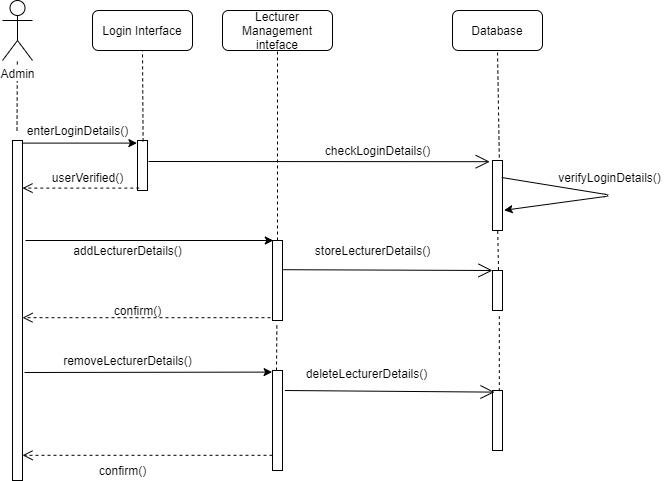 Login Interface
Lecturer
Management
inteface
Database
Admin
enterLoginDetails()
checkLoginDetails()
userVerified()
verifyLoginDetails()
addLecturerDetails()
storeLecturerDetails()
confirm()
removeLecturerDetails()
deleteLecturerDetails()
confirm()